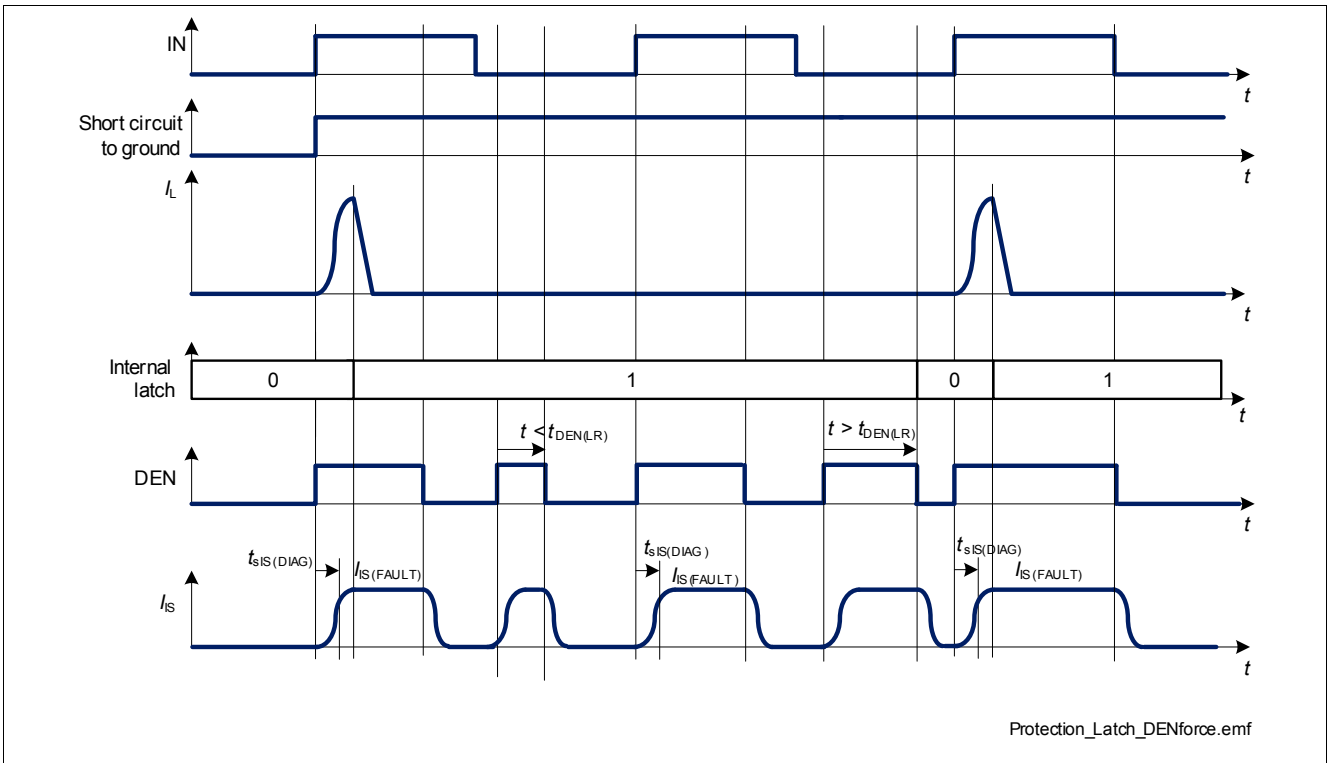 IN
t
Short circuit
to ground
t
IL
t
Internal
latch
0
1
0
1
t
t < tDEN(LR)
t > tDEN(LR)
DEN
t
tsIS(DIAG)
IIS(FAULT)
tsIS(DIAG)
IIS(FAULT)
tsIS(DIAG)
IIS(FAULT)
IIS
t
Protection_Latch_DENforce.emf